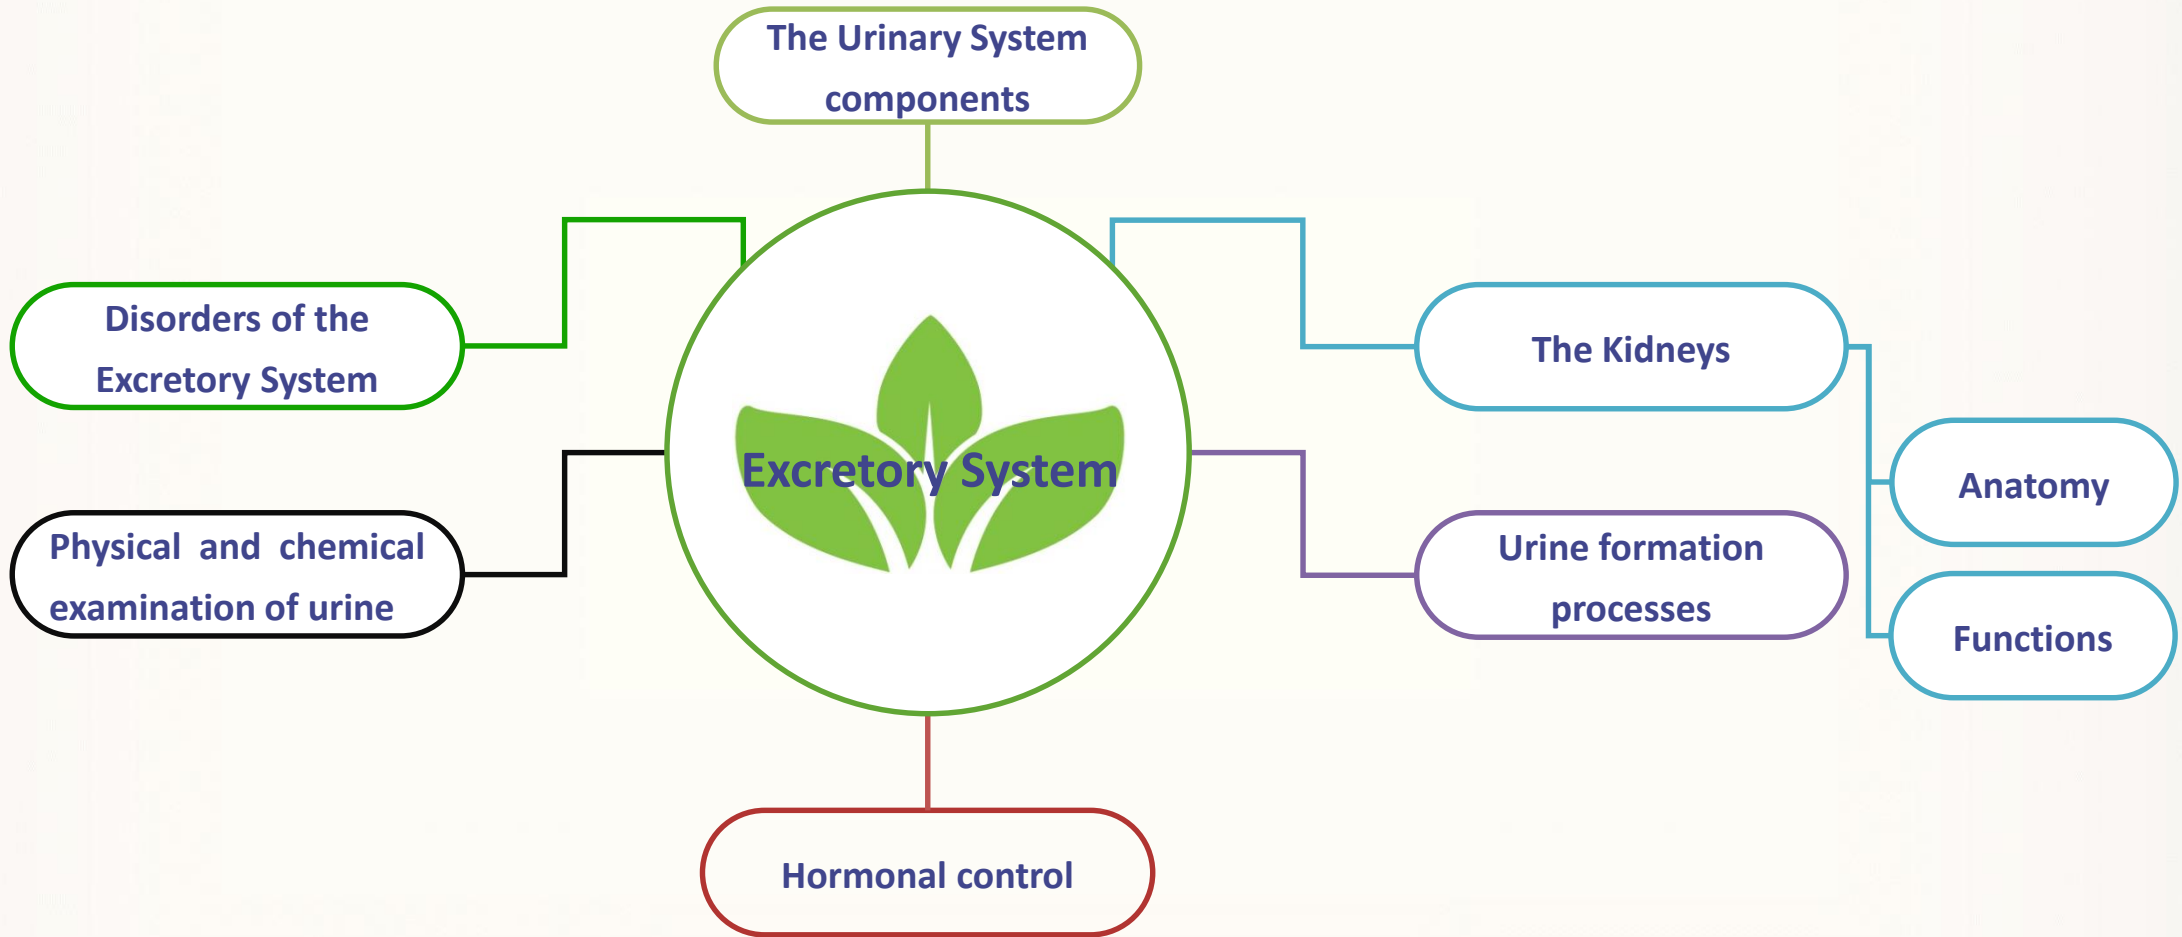 The Urinary System
components
Disorders of the
Excretory System
The Kidneys
Excretory System
Anatomy
Physical and chemical
examination of urine
Urine formation
processes
Functions
Hormonal control